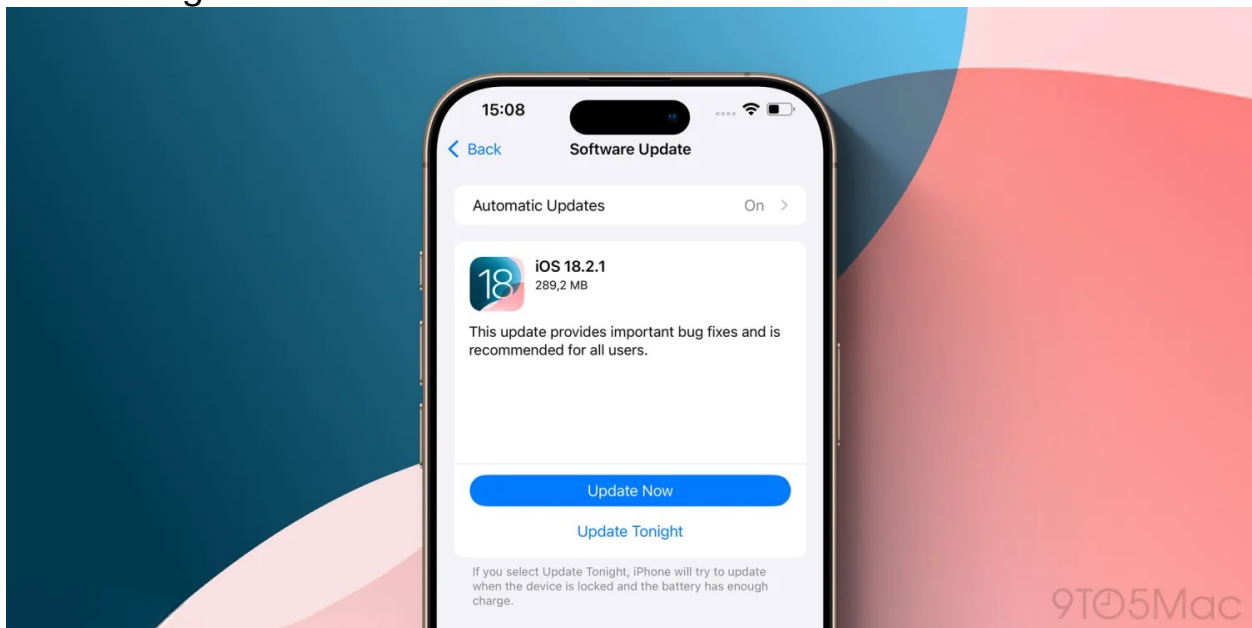 15:08
Back
Software Update
Automatic Updates
On
18
iOS 18.2.1
289,2 MB
This update provides important bug fixes and is
recommended for all users.
Update Now
Update Tonight
If you select Update Tonight, iPhone will try to update
when the device is locked and the battery has enough
charge.
9TO5Mac